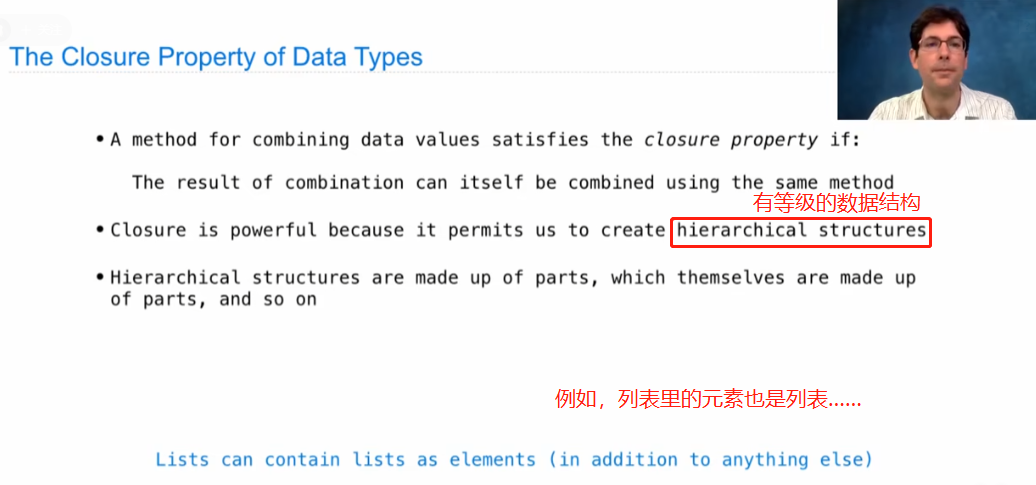 The Closure Property of Data Types
• A method for combining data values satisfies the closure property if:
The result of combination can itself be combined using the same method
有等级的数据结构
• Closure is powerful because it permits us to create hierarchical structures
• Hierarchical structures are made up of parts, which themselves are made up
of parts, and so on
例如，列表里的元素也是列表......
Lists can contain lists as elements (in addition to anything else)